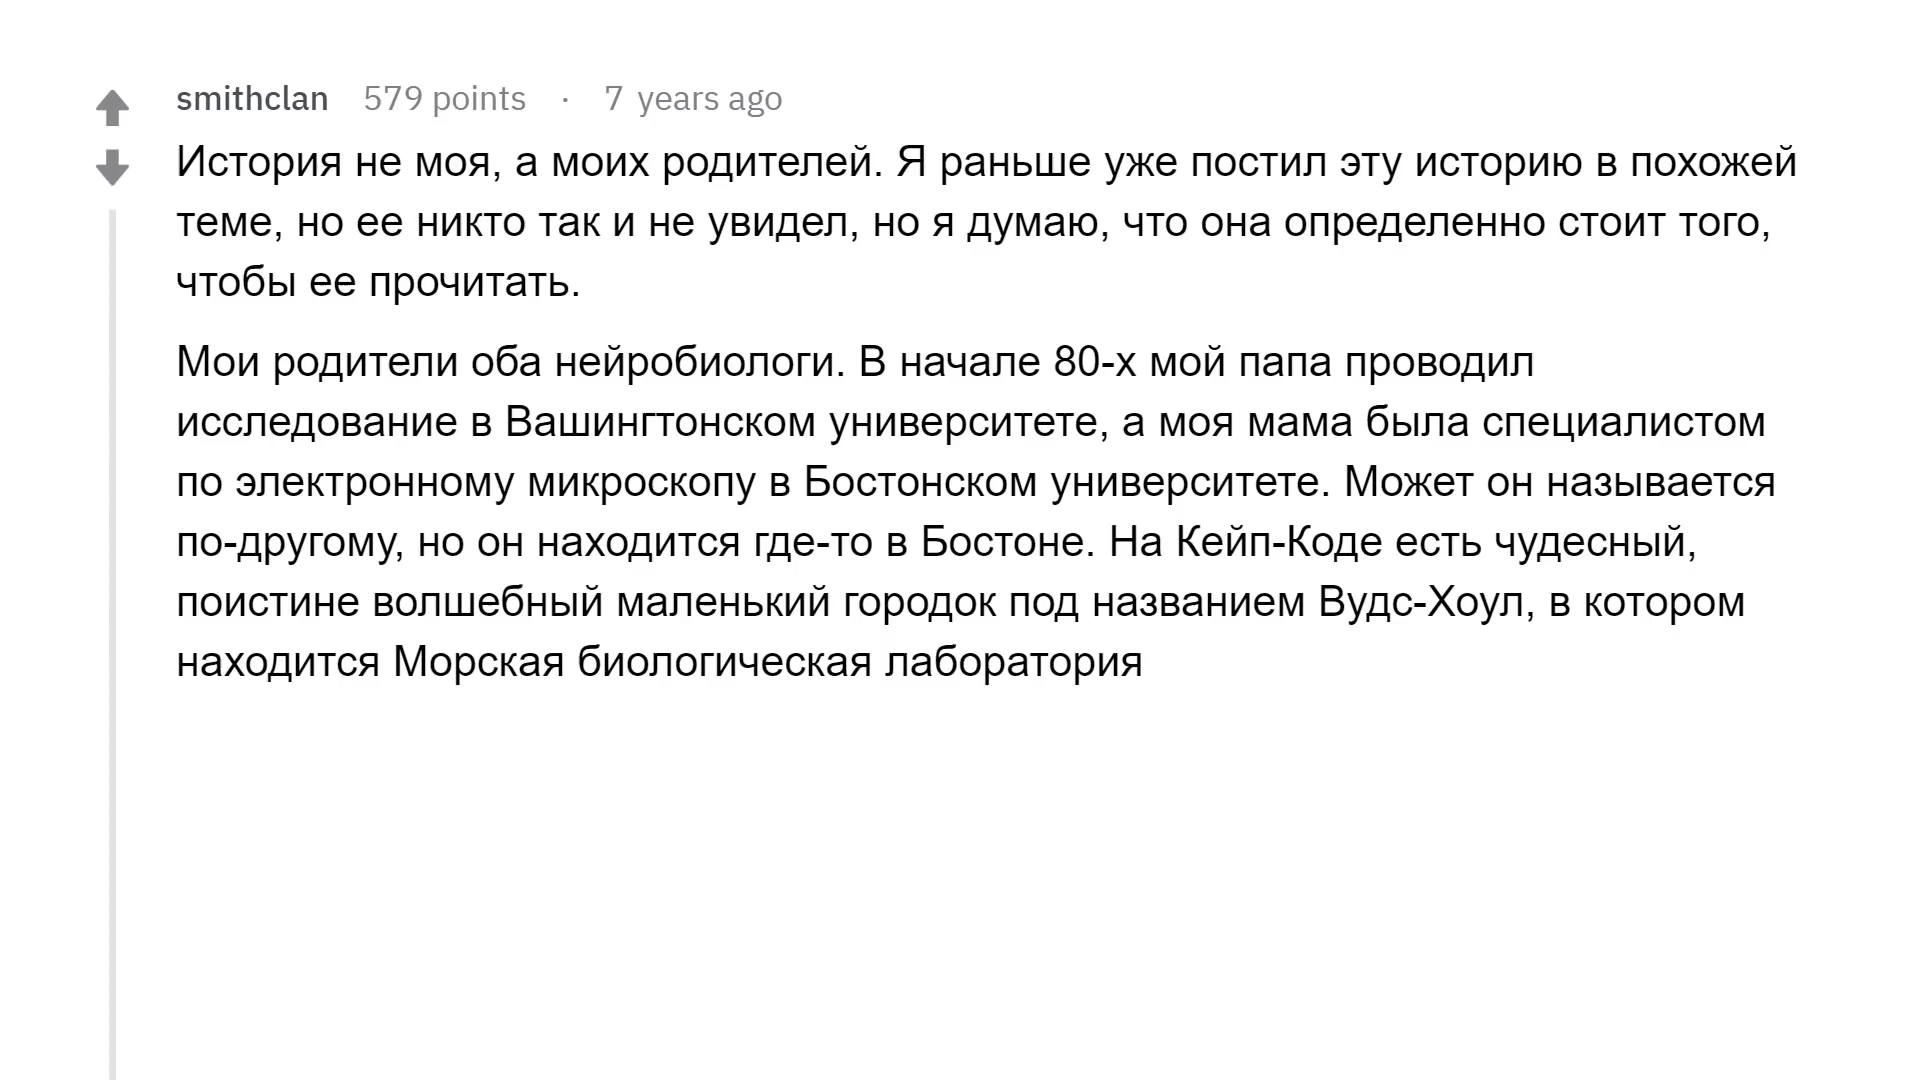 smithclan 579 points · 7 years ago
История не моя, а моих родителей. Я раньше уже постил эту историю в похожей
теме, но ее никто так и не увидел, но я думаю, что она определенно стоит того,
чтобы ее прочитать.
Мои родители оба нейробиологи. В начале 80-х мой папа проводил
исследование в Вашингтонском университете, а моя мама была специалистом
по электронному микроскопу в Бостонском университете. Может он называется
по-другому, но он находится где-то в Бостоне. На Кейп-Коде есть чудесный,
поистине волшебный маленький городок под названием Вудс-Хоул, в котором
находится Морская биологическая лаборатория